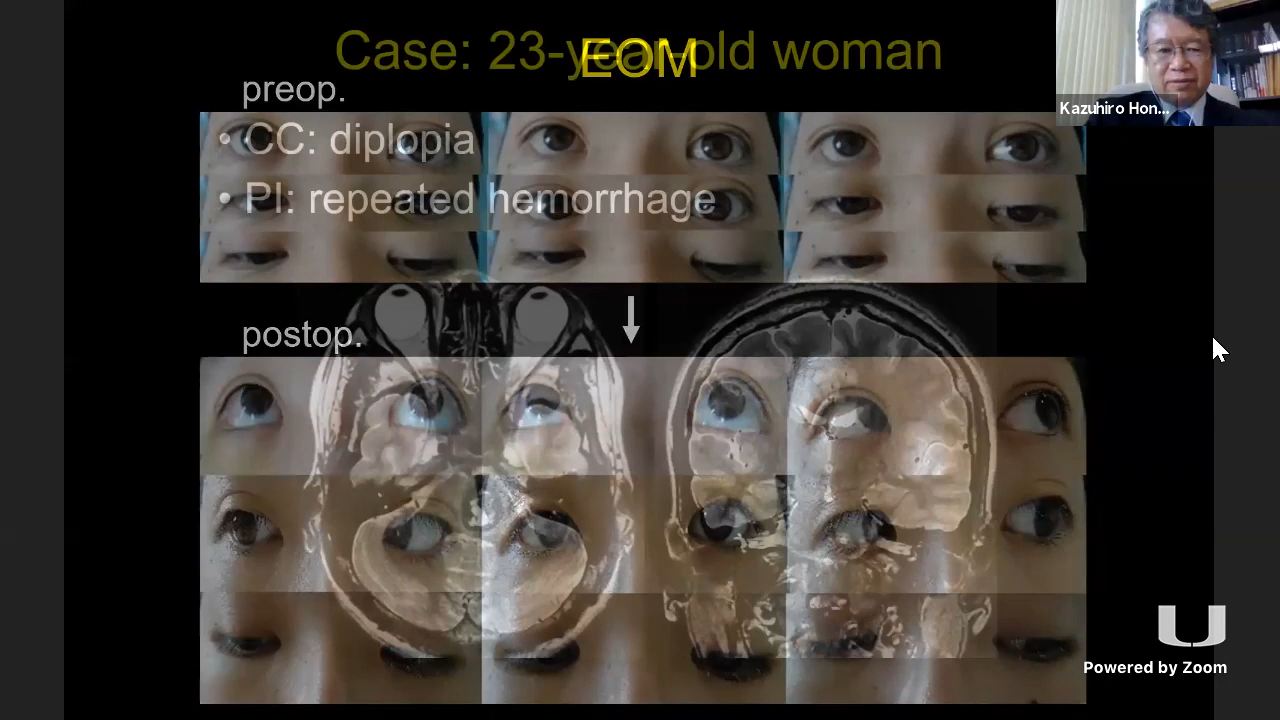 Case: 23-year-old woman
EOM
preop.
• CC: diplopia
• PI: repeated hemorrhage
postop.
Kazuhiro Hon...
U
Powered by Zoom